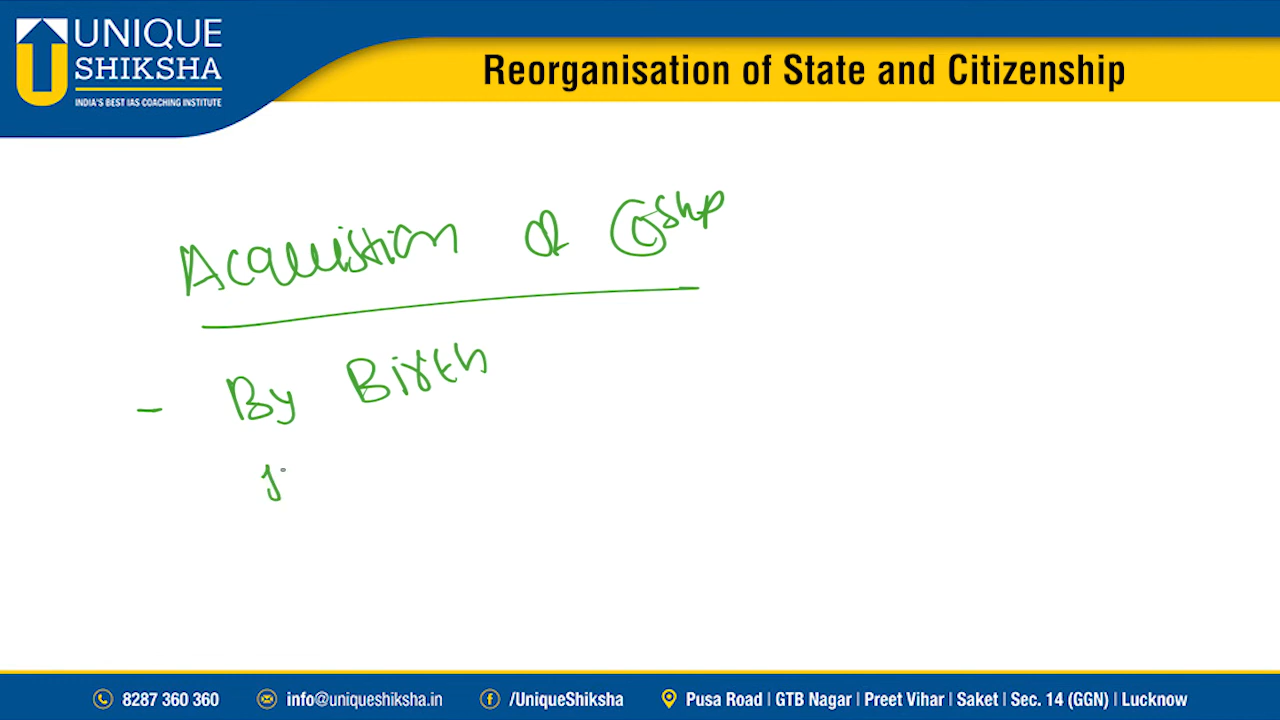 UNIQUE
SHIKSHA
INDIA'S BEST IAS COACHING INSTITUTE
Reorganisation of State and Citizenship
Acquistion of
- By Birth
8287 360 360
info@uniqueshiksha.in
/UniqueShiksha
Pusa Road | GTB Nagar | Preet Vihar | Saket | Sec. 14 (GGN) | Lucknow